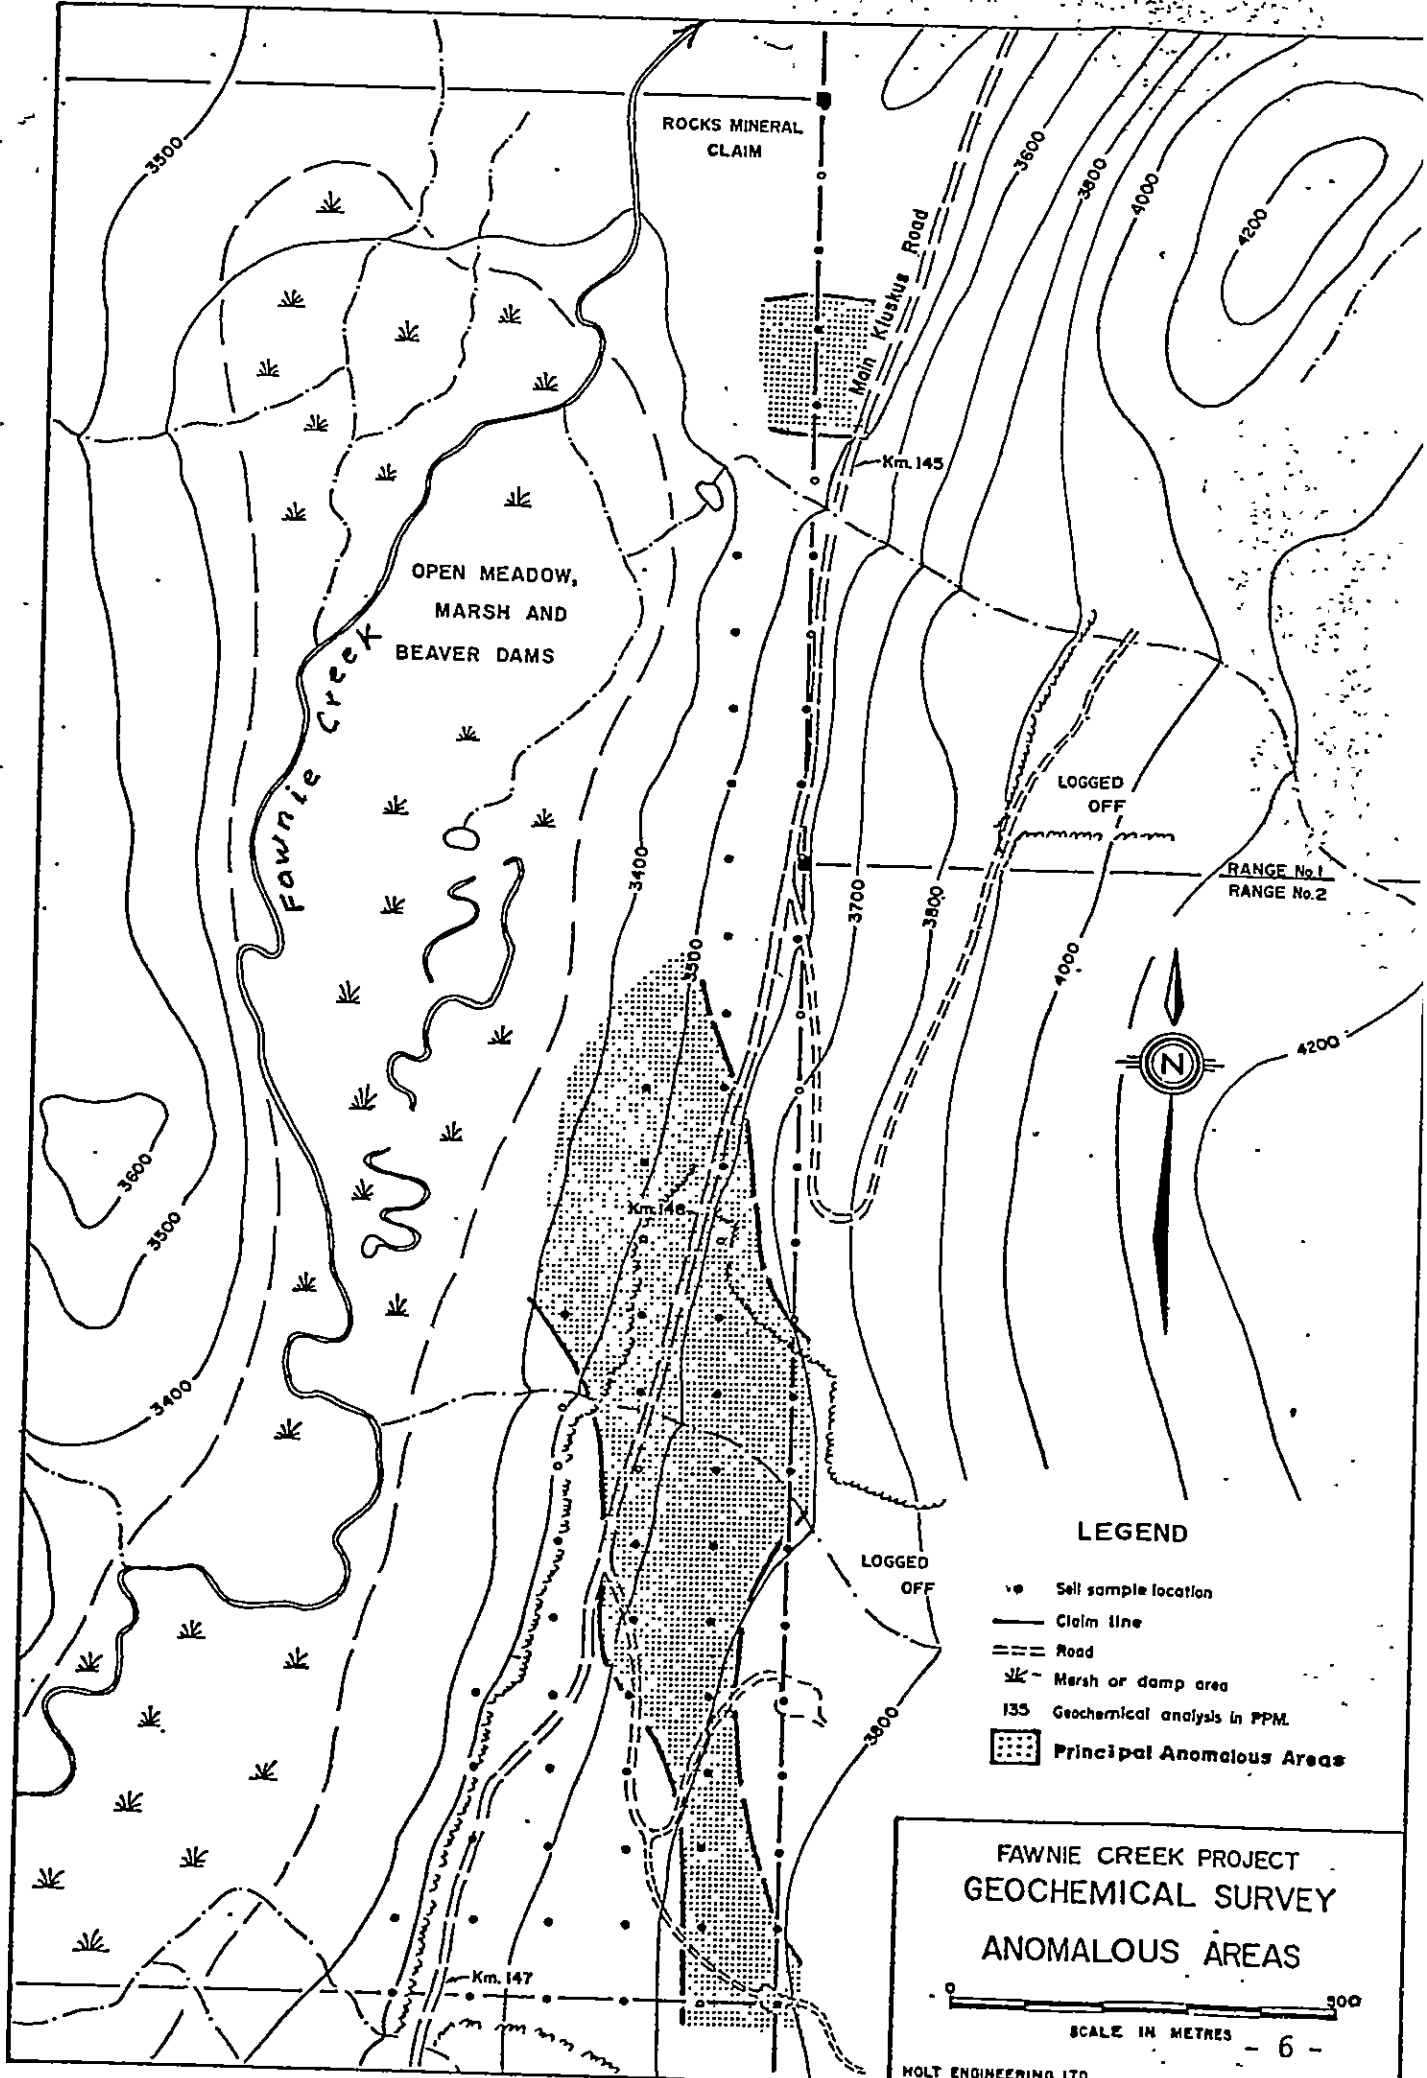 ROCKS MINERAL
CLAIM
3500
3600
3800
4000
4200
Main Kluskus Road
Km. 145
OPEN MEADOW,
MARSH AND
BEAVER DAMS
Fawnie Creek
LOGGED
OFF
RANGE No.1
RANGE No.2
3400
3700
3800
3500
4000
N
4200
3600
3500
Km. 146
3400
LOGGED
OFF
3800
Km. 147
LEGEND
Soil sample location
Claim line
Road
Marsh or damp area
135 Geochemical analysis in PPM.
Principal Anomalous Areas
FAWNIE CREEK PROJECT
GEOCHEMICAL SURVEY
ANOMALOUS AREAS
0
SCALE IN METRES
- 6 -
HOLT ENGINEERING LTD.